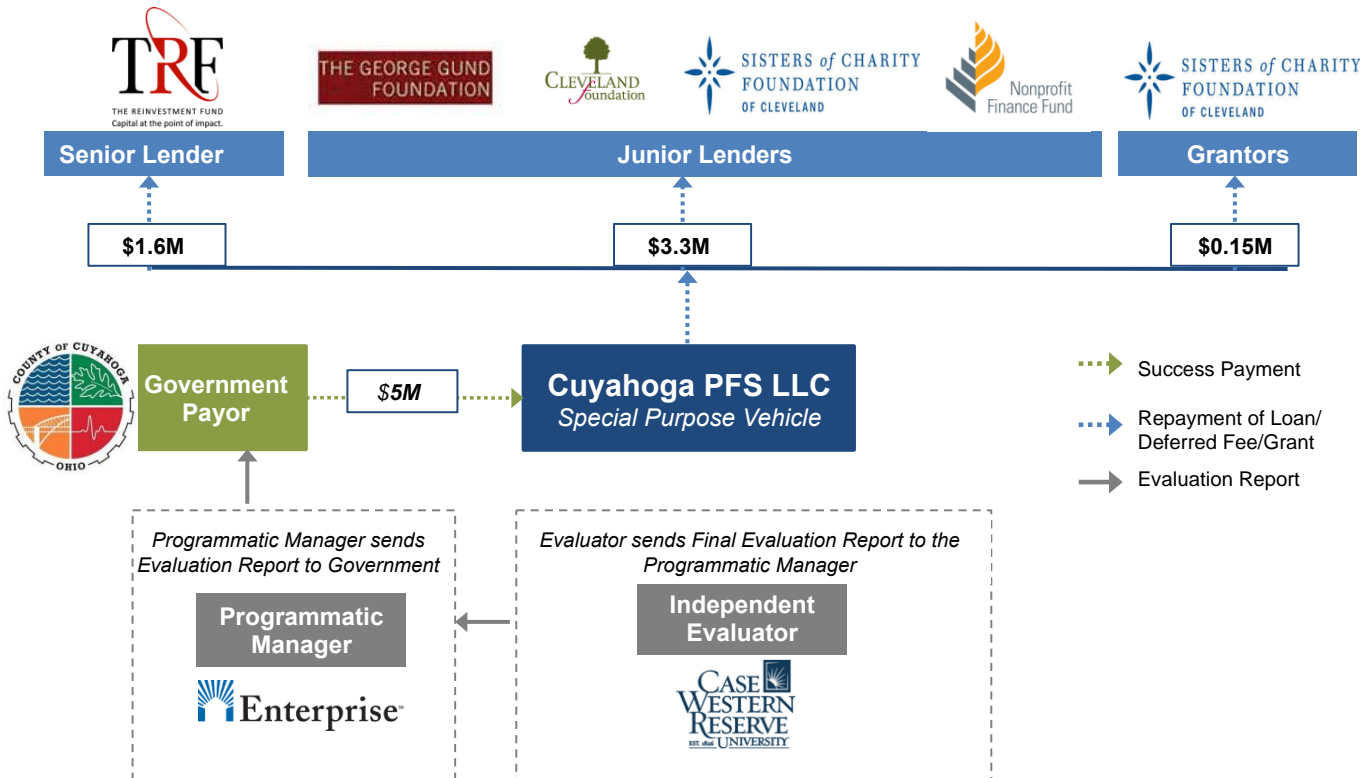 TRF
THE REINVESTMENT FUND
Capital at the point of impact.
THE GEORGE GUND
FOUNDATION
CLEVELAND
foundation
SISTERS of CHARITY
FOUNDATION
OF CLEVELAND
Nonprofit
Finance Fund
SISTERS of CHARITY
FOUNDATION
OF CLEVELAND
Senior Lender
Junior Lenders
Grantors
$1.6M
$3.3M
$0.15M
COUNTY OF CUYAHOGA
OHIO
Government
Payor
$5M
Cuyahoga PFS LLC
Special Purpose Vehicle
Success Payment
Repayment of Loan/
Deferred Fee/Grant
Evaluation Report
Programmatic Manager sends
Evaluation Report to Government
Programmatic
Manager
Enterprise
Evaluator sends Final Evaluation Report to the
Programmatic Manager
Independent
Evaluator
CASE
WESTERN
RESERVE
EST. 1826 UNIVERSITY